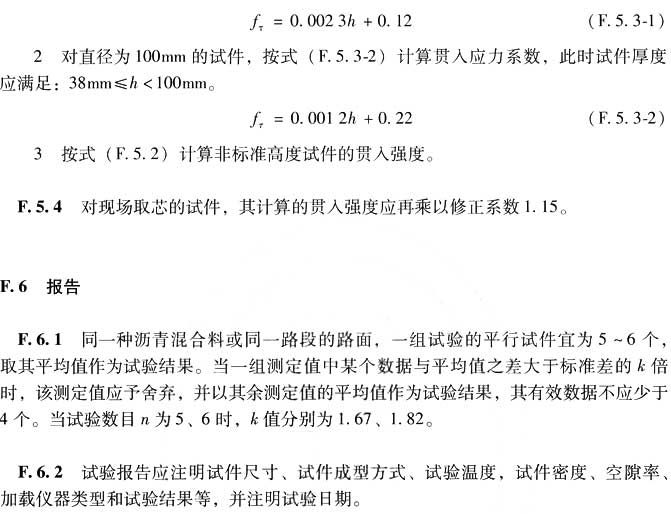 f_τ = 0.002 3h + 0.12 (F.5.3-1)
2 对直径为100mm的试件，按式（F.5.3-2）计算贯入应力系数，此时试件厚度
应满足：38mm≤h<100mm。
f_τ = 0.001 2h + 0.22 (F.5.3-2)
3 按式（F.5.2）计算非标准高度试件的贯入强度。
F.5.4 对现场取芯的试件，其计算的贯入强度应再乘以修正系数1.15。
F.6 报告
F.6.1 同一种沥青混合料或同一路段的路面，一组试验的平行试件宜为5~6个，
取其平均值作为试验结果。当一组测定值中某个数据与平均值之差大于标准差的k倍
时，该测定值应予舍弃，并以其余测定值的平均值作为试验结果，其有效数据不应少于
4个。当试验数目n为5、6时，k值分别为1.67、1.82。
F.6.2 试验报告应注明试件尺寸、试件成型方式、试验温度，试件密度、空隙率、
加载仪器类型和试验结果等，并注明试验日期。